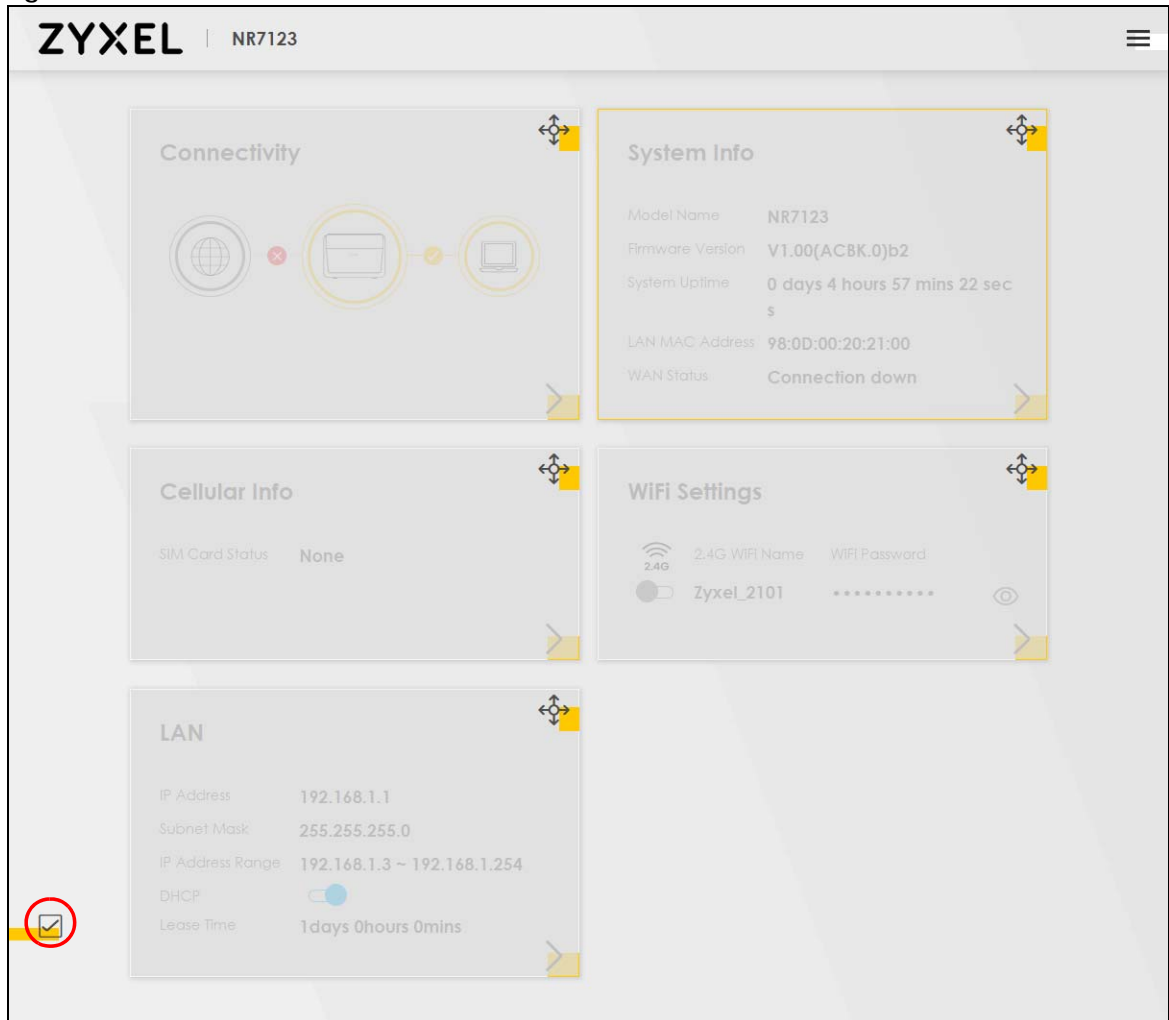 ZYXEL NR7123
Connectivity
System Info
Model Name NR7123
Firmware Version V1.00(ACBK.0)b2
System Uptime 0 days 4 hours 57 mins 22 sec
s
LAN MAC Address 98:0D:00:20:21:00
WAN Status Connection down
Cellular Info
SIM Card Status None
WiFi Settings
2.4G 2.4G WIFI Name WIFI Password
Zyxel_2101 ••••••••••
LAN
IP Address 192.168.1.1
Subnet Mask 255.255.255.0
IP Address Range 192.168.1.3 ~ 192.168.1.254
DHCP
Lease Time 1days 0hours 0mins